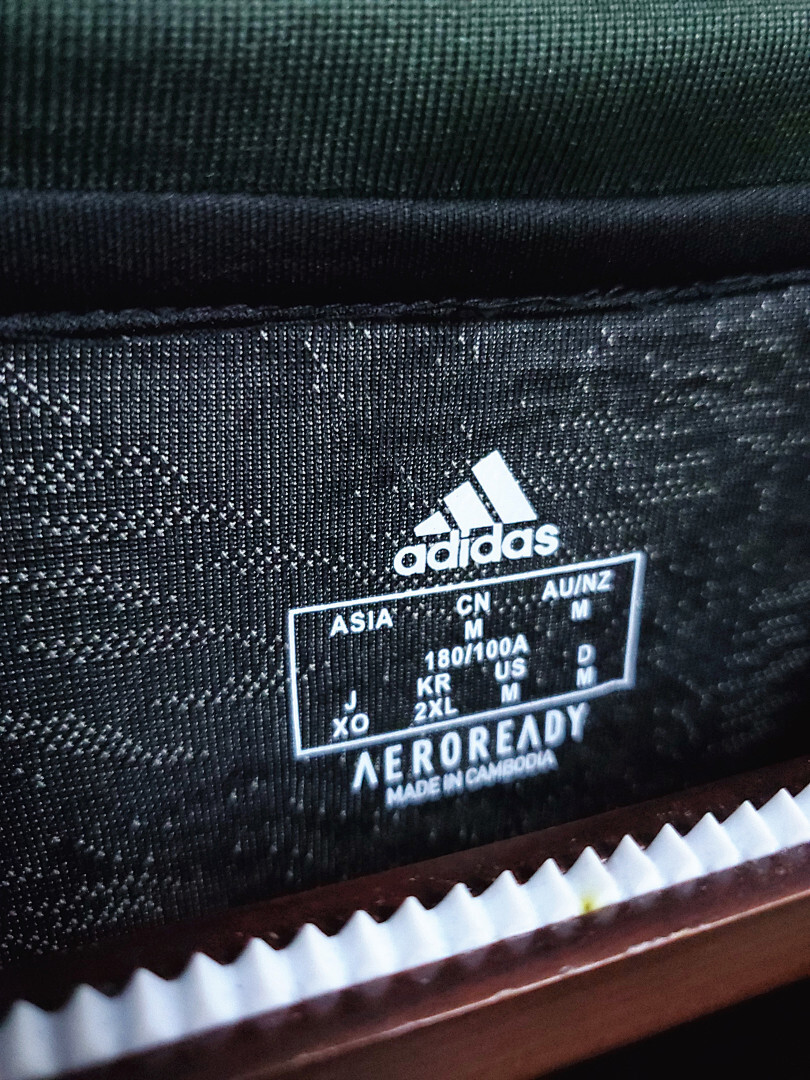 adidas
ASIA CN AU/NZ
M M
180/100A
J KR US D
XO 2XL M M
AEROREADY
MADE IN CAMBODIA